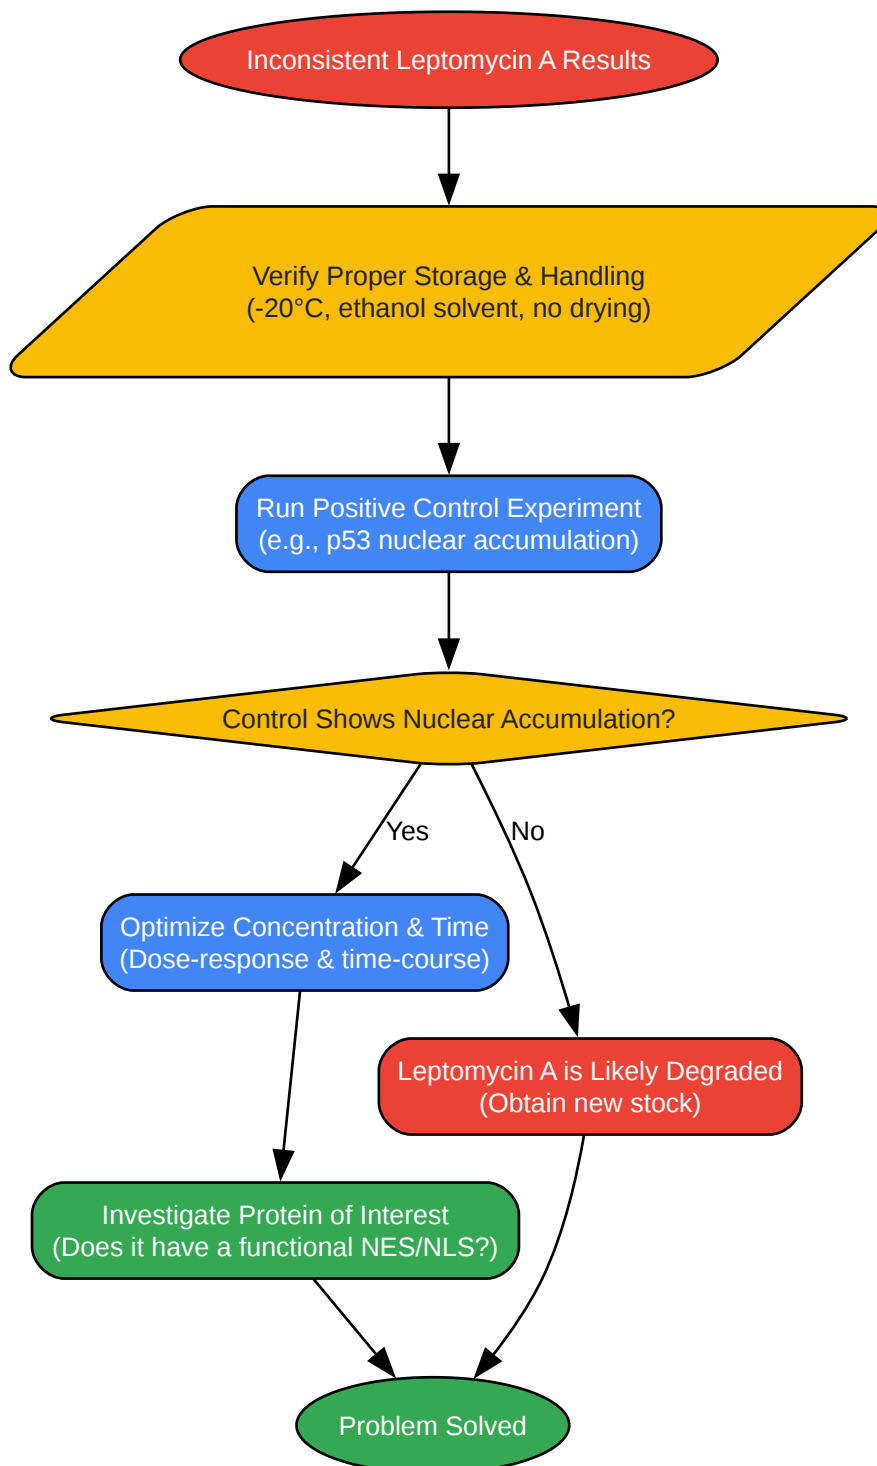 Inconsistent Leptomycin A Results
Verify Proper Storage & Handling
(-20°C, ethanol solvent, no drying)
Run Positive Control Experiment
(e.g., p53 nuclear accumulation)
Control Shows Nuclear Accumulation?
Yes
No
Optimize Concentration & Time
(Dose-response & time-course)
Leptomycin A is Likely Degraded
(Obtain new stock)
Investigate Protein of Interest
(Does it have a functional NES/NLS?)
Problem Solved